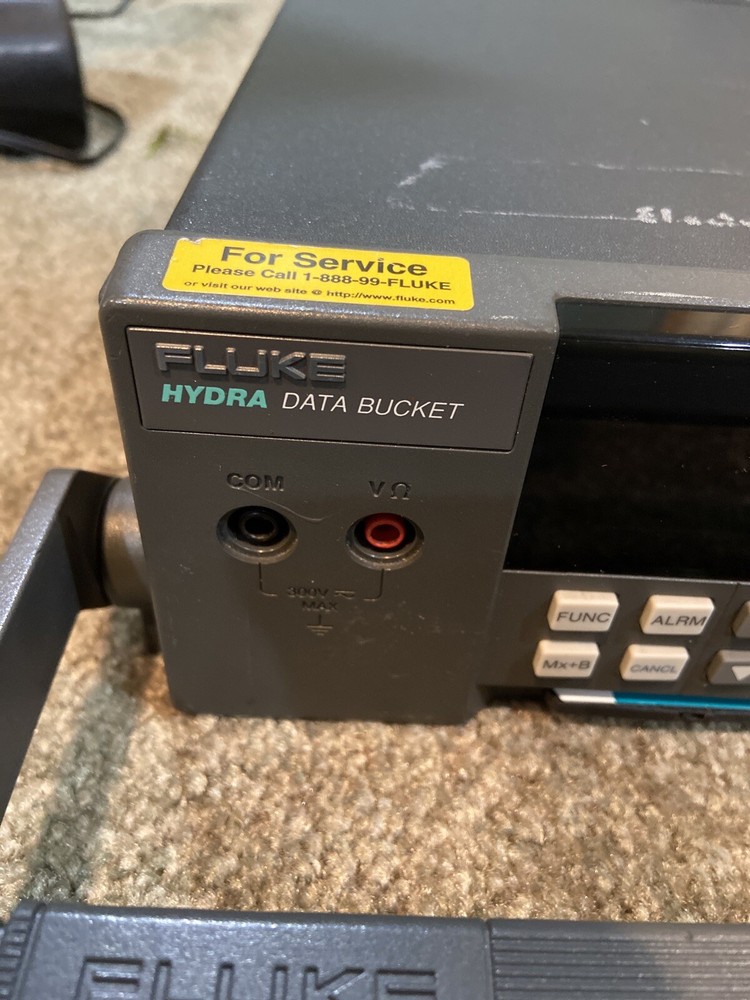 For Service
Please Call 1-888-99-FLUKE
or visit our web site @ http://www.fluke.com
FLUKE
HYDRA DATA BUCKET
COM
VΩ
300V
MAX
FUNC
ALRM
Mx+B
CANCL
FLUKE